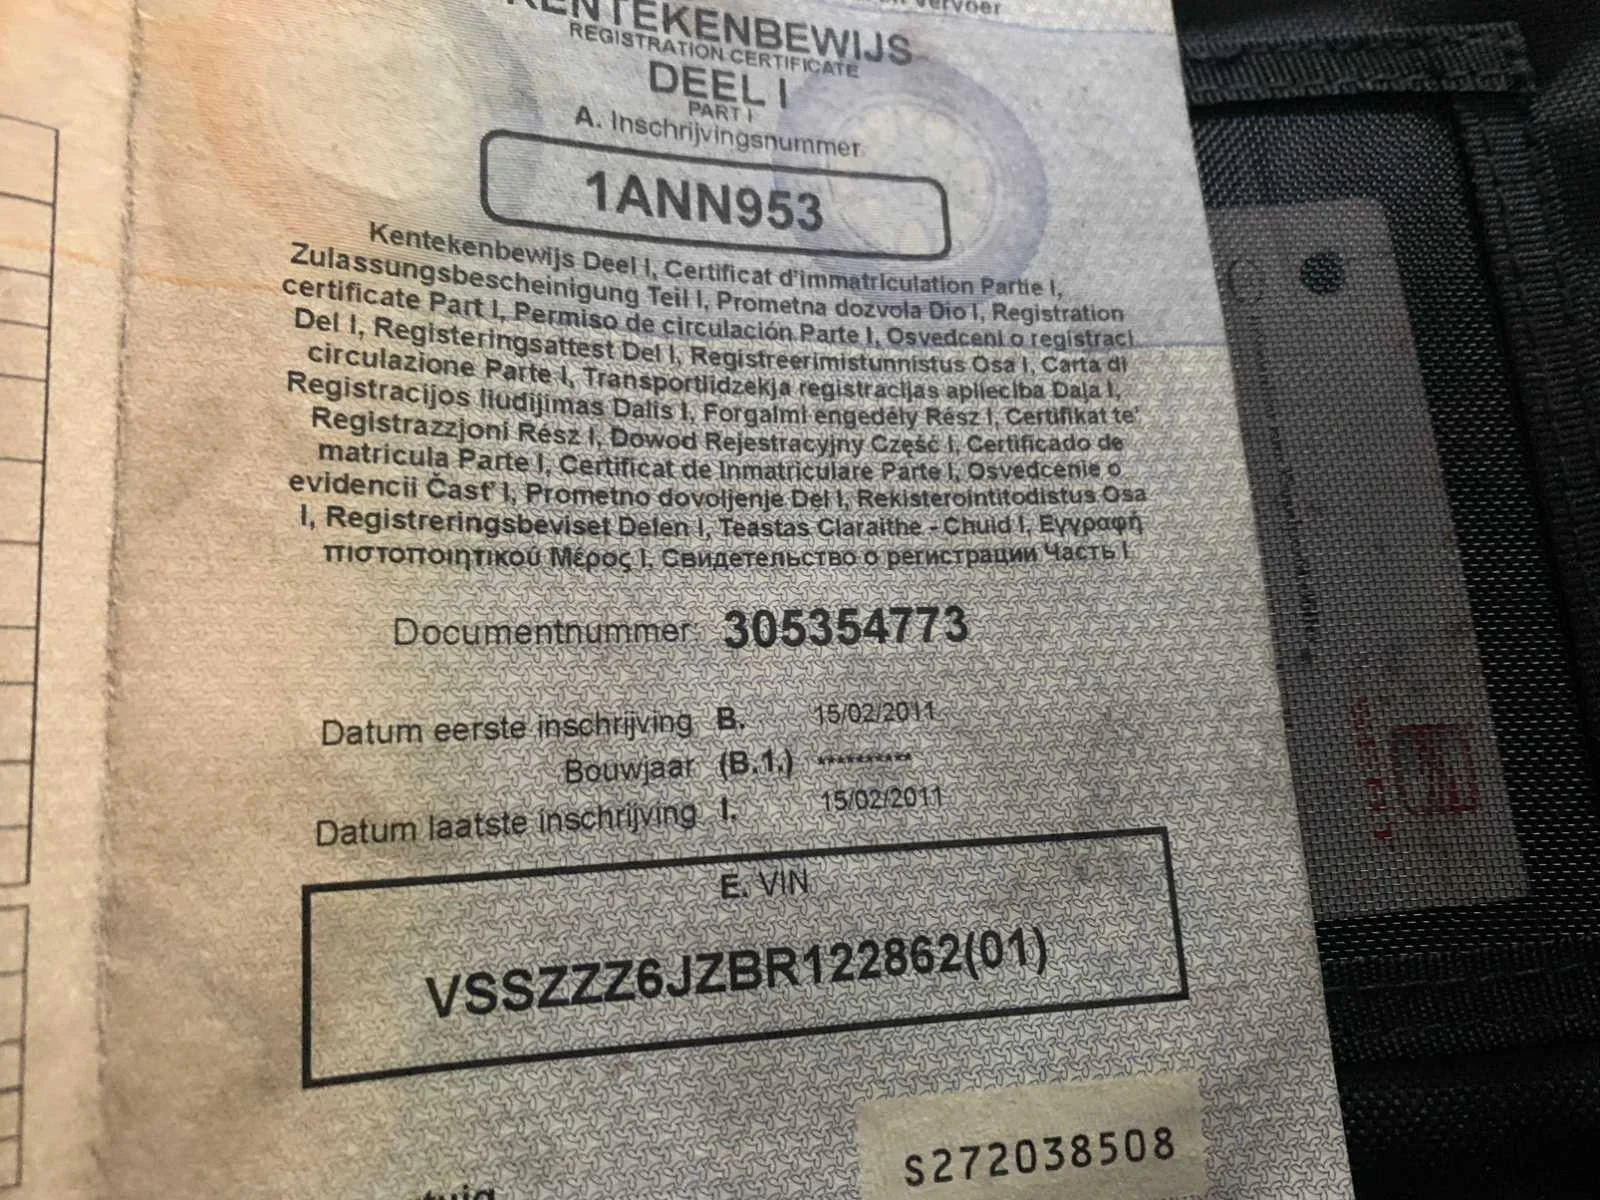 vervoer
KENTEKENBEWIJS
REGISTRATION CERTIFICATE
DEEL I
PART I
A. Inschrijvingsnummer
1ANN953
Kentekenbewijs Deel I, Certificat d'immatriculation Partie I,
Zulassungsbescheinigung Teil I, Prometna dozvola Dio I, Registration
certificate Part I, Permiso de circulación Parte I, Osvedceni o registraci
Del I, Registeringsattest Del I, Registreerimistunnistus Osa I, Carta di
circulazione Parte I, Transportlidzekja registracijas aplieciba Daļa I,
Registracijos liudijimas Dalis I, Forgalmi engedély Rész I, Certifikat te'
Registrazzjoni Rész I, Dowod Rejestracyjny Część I, Certificado de
matricula Parte I, Certificat de Inmatriculare Parte I, Osvedcenie o
evidencii Časť I, Prometno dovoljenje Del I, Rekisterointitodistus Osa
I, Registreringsbeviset Delen I, Teastas Claraithe - Chuid I, Εγγραφή
πιστοποιητικού Μέρος I, Свидетельство о регистрации Часть I
Documentnummer: 305354773
Datum eerste inschrijving B. 15/02/2011
Bouwjaar (B.1.) **********
Datum laatste inschrijving I. 15/02/2011
E. VIN
VSSZZZ6JZBR122862(01)
S272038508